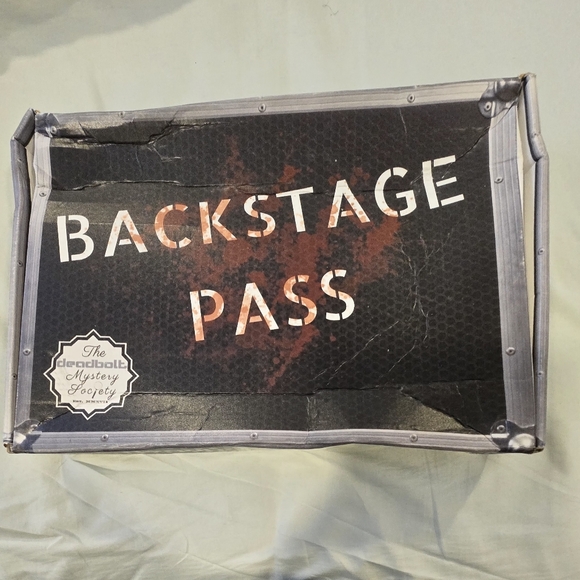 BACKSTAGE
PASS
The
deadbolt
Mystery
Society